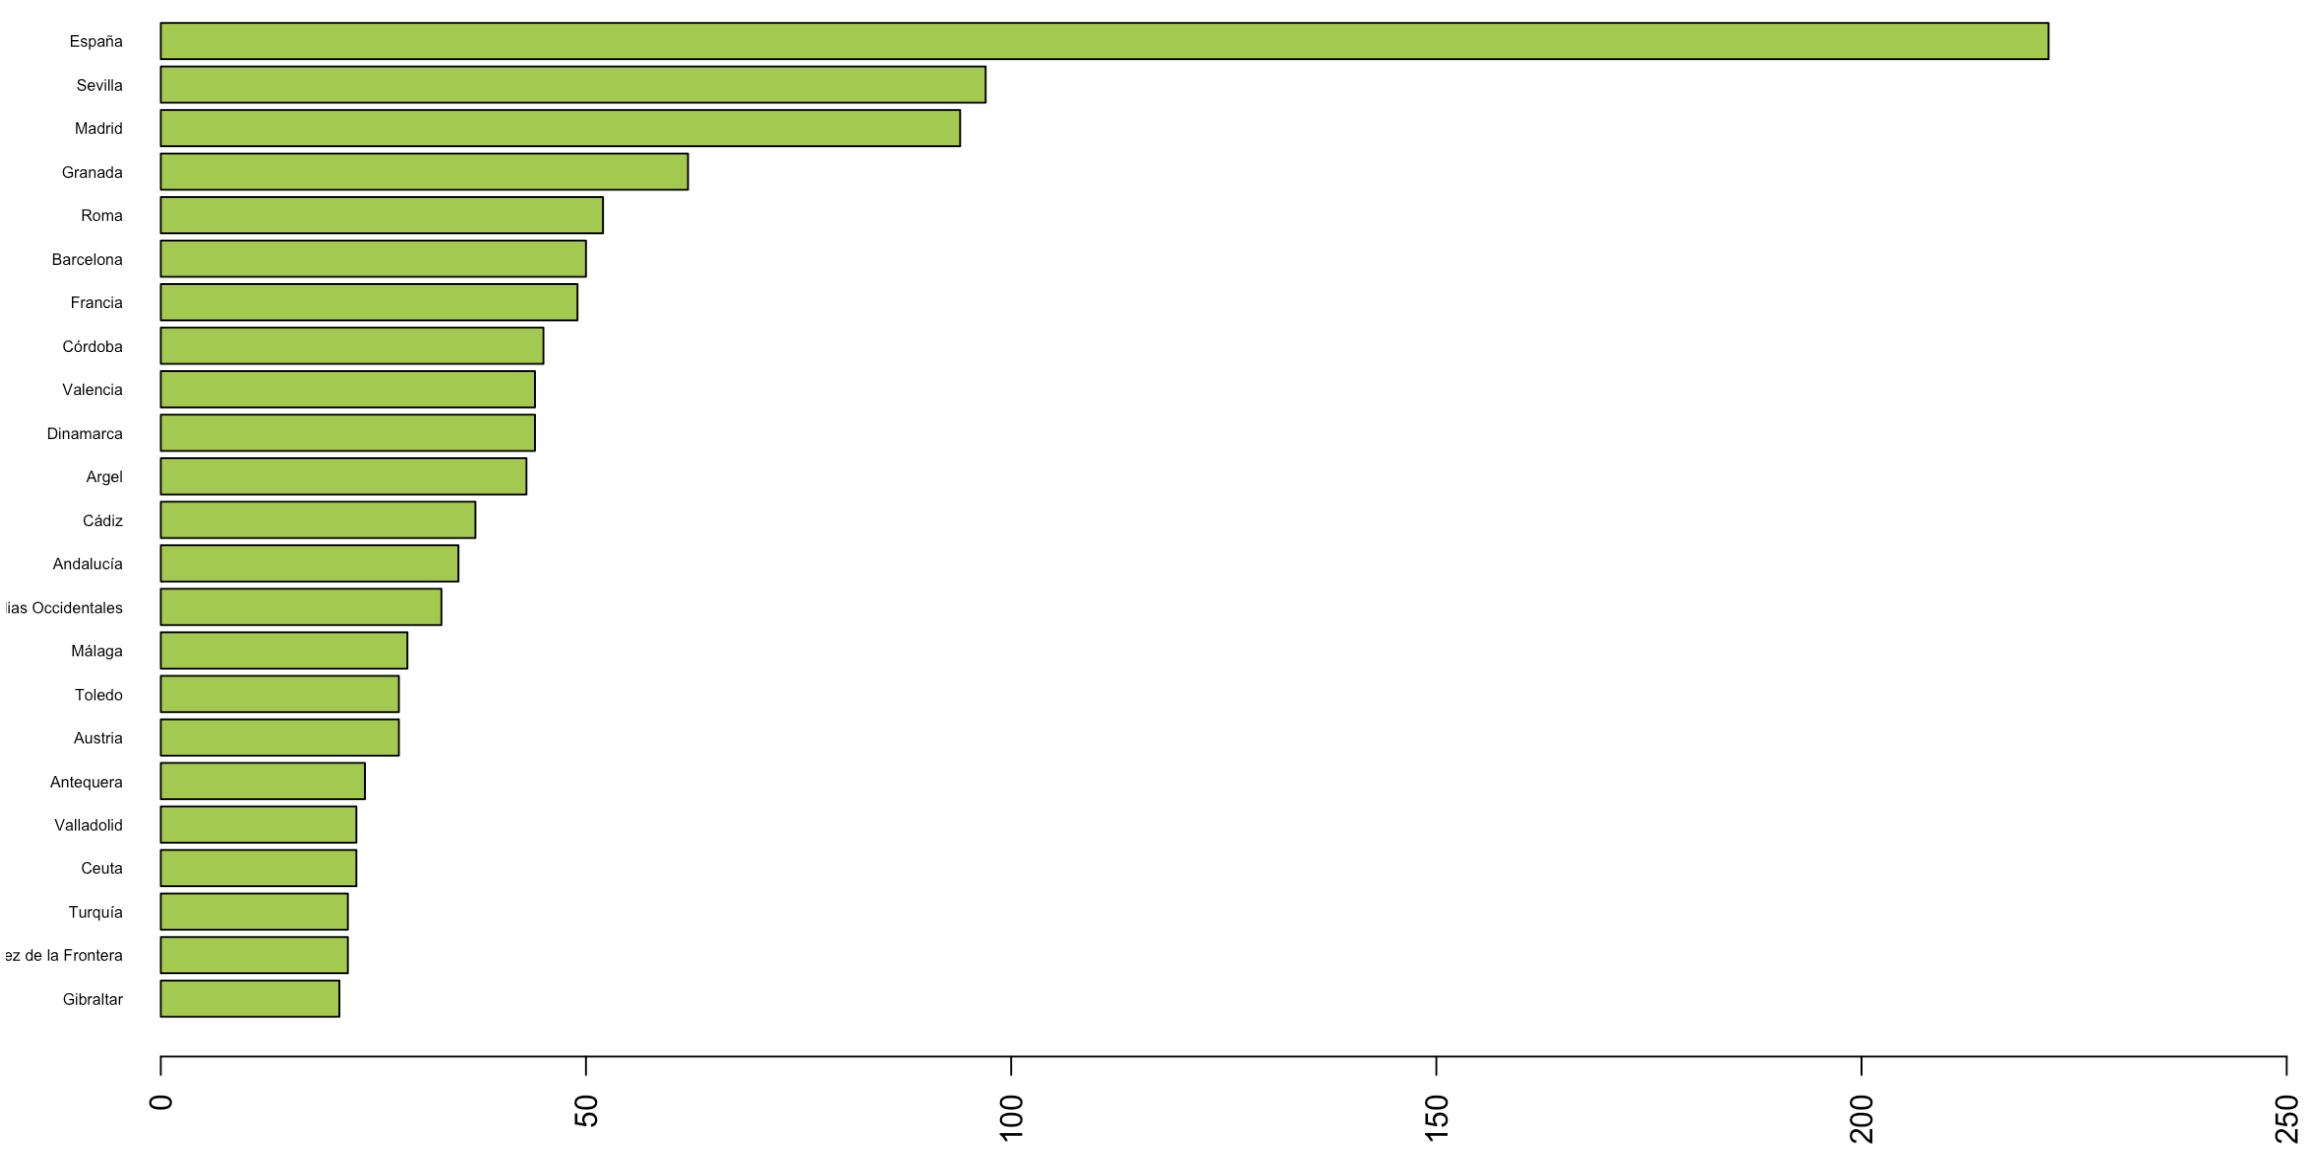 España
Sevilla
Madrid
Granada
Roma
Barcelona
Francia
Córdoba
Valencia
Dinamarca
Argel
Cádiz
Andalucía
ias Occidentales
Málaga
Toledo
Austria
Antequera
Valladolid
Ceuta
Turquía
ez de la Frontera
Gibraltar
0 50 100 150 200 250